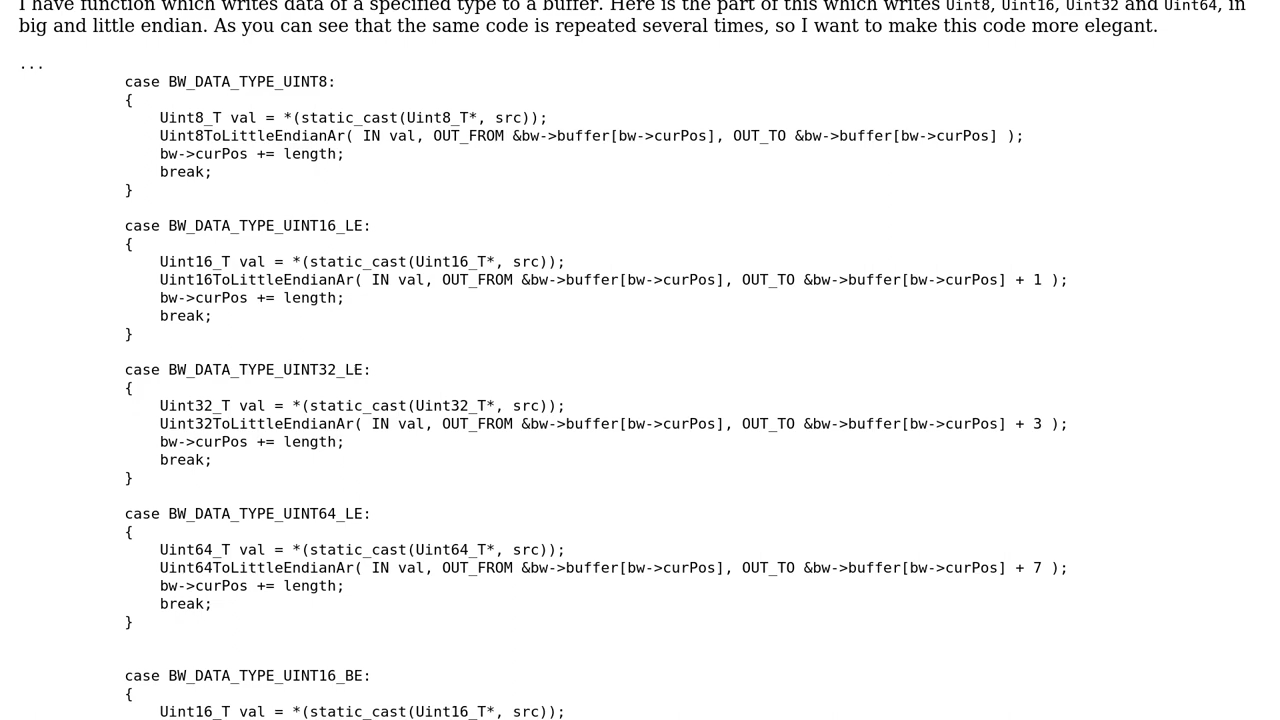 I have function which writes data of a specified type to a buffer. Here is the part of this which writes Uint8, Uint16, Uint32 and Uint64, in
big and little endian. As you can see that the same code is repeated several times, so I want to make this code more elegant.
...
case BW_DATA_TYPE_UINT8:
{
Uint8_T val = *(static_cast(Uint8_T*, src));
Uint8ToLittleEndianAr( IN val, OUT_FROM &bw->buffer[bw->curPos], OUT_TO &bw->buffer[bw->curPos] );
bw->curPos += length;
break;
}
case BW_DATA_TYPE_UINT16_LE:
{
Uint16_T val = *(static_cast(Uint16_T*, src));
Uint16ToLittleEndianAr( IN val, OUT_FROM &bw->buffer[bw->curPos], OUT_TO &bw->buffer[bw->curPos] + 1 );
bw->curPos += length;
break;
}
case BW_DATA_TYPE_UINT32_LE:
{
Uint32_T val = *(static_cast(Uint32_T*, src));
Uint32ToLittleEndianAr( IN val, OUT_FROM &bw->buffer[bw->curPos], OUT_TO &bw->buffer[bw->curPos] + 3 );
bw->curPos += length;
break;
}
case BW_DATA_TYPE_UINT64_LE:
{
Uint64_T val = *(static_cast(Uint64_T*, src));
Uint64ToLittleEndianAr( IN val, OUT_FROM &bw->buffer[bw->curPos], OUT_TO &bw->buffer[bw->curPos] + 7 );
bw->curPos += length;
break;
}
case BW_DATA_TYPE_UINT16_BE:
{
Uint16_T val = *(static_cast(Uint16_T*, src));